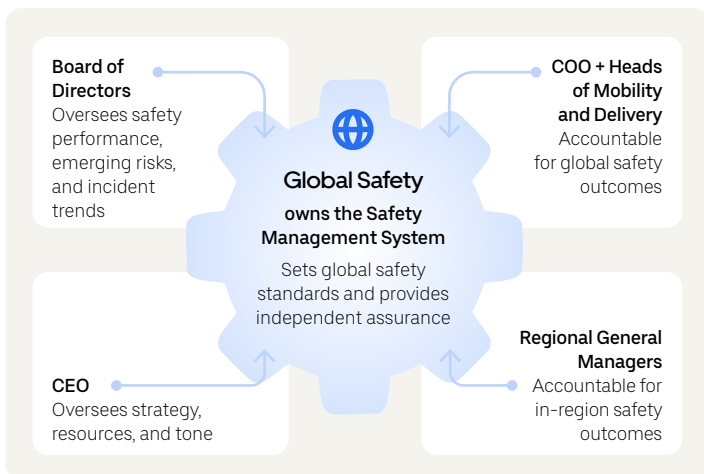 Board of
Directors
Oversees safety
performance,
emerging risks,
and incident
trends
COO + Heads
of Mobility
and Delivery
Accountable
for global safety
outcomes
Global Safety
owns the Safety
Management System
Sets global safety
standards and provides
independent assurance
CEO
Oversees strategy,
resources, and tone
Regional General
Managers
Accountable for
in-region safety
outcomes